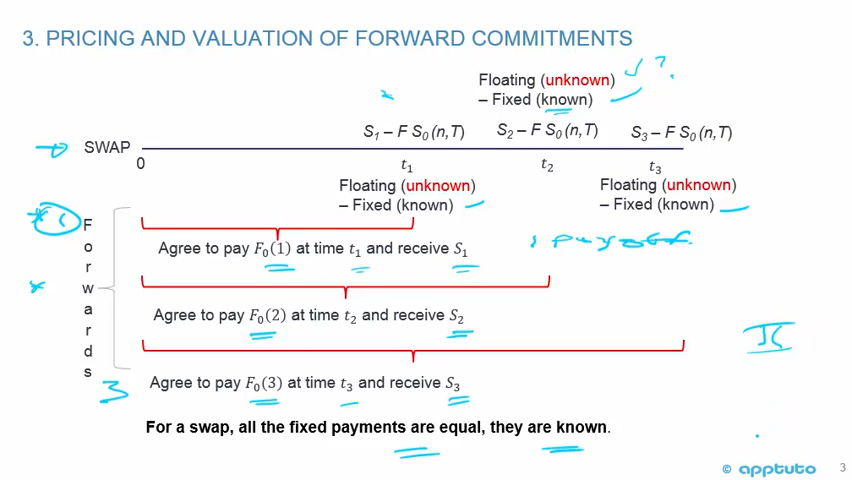 3. PRICING AND VALUATION OF FORWARD COMMITMENTS
Floating (unknown)
– Fixed (known)
S₁ – F S₀(n,T)
S₂ – F S₀(n,T)
S₃ – F S₀(n,T)
SWAP
0
t₁
t₂
t₃
Floating (unknown)
– Fixed (known)
Floating (unknown)
– Fixed (known)
Forwards
Agree to pay F₀(1) at time t₁ and receive S₁
1 payoff.
Agree to pay F₀(2) at time t₂ and receive S₂
Agree to pay F₀(3) at time t₃ and receive S₃
3
For a swap, all the fixed payments are equal, they are known.
© apptuto
3